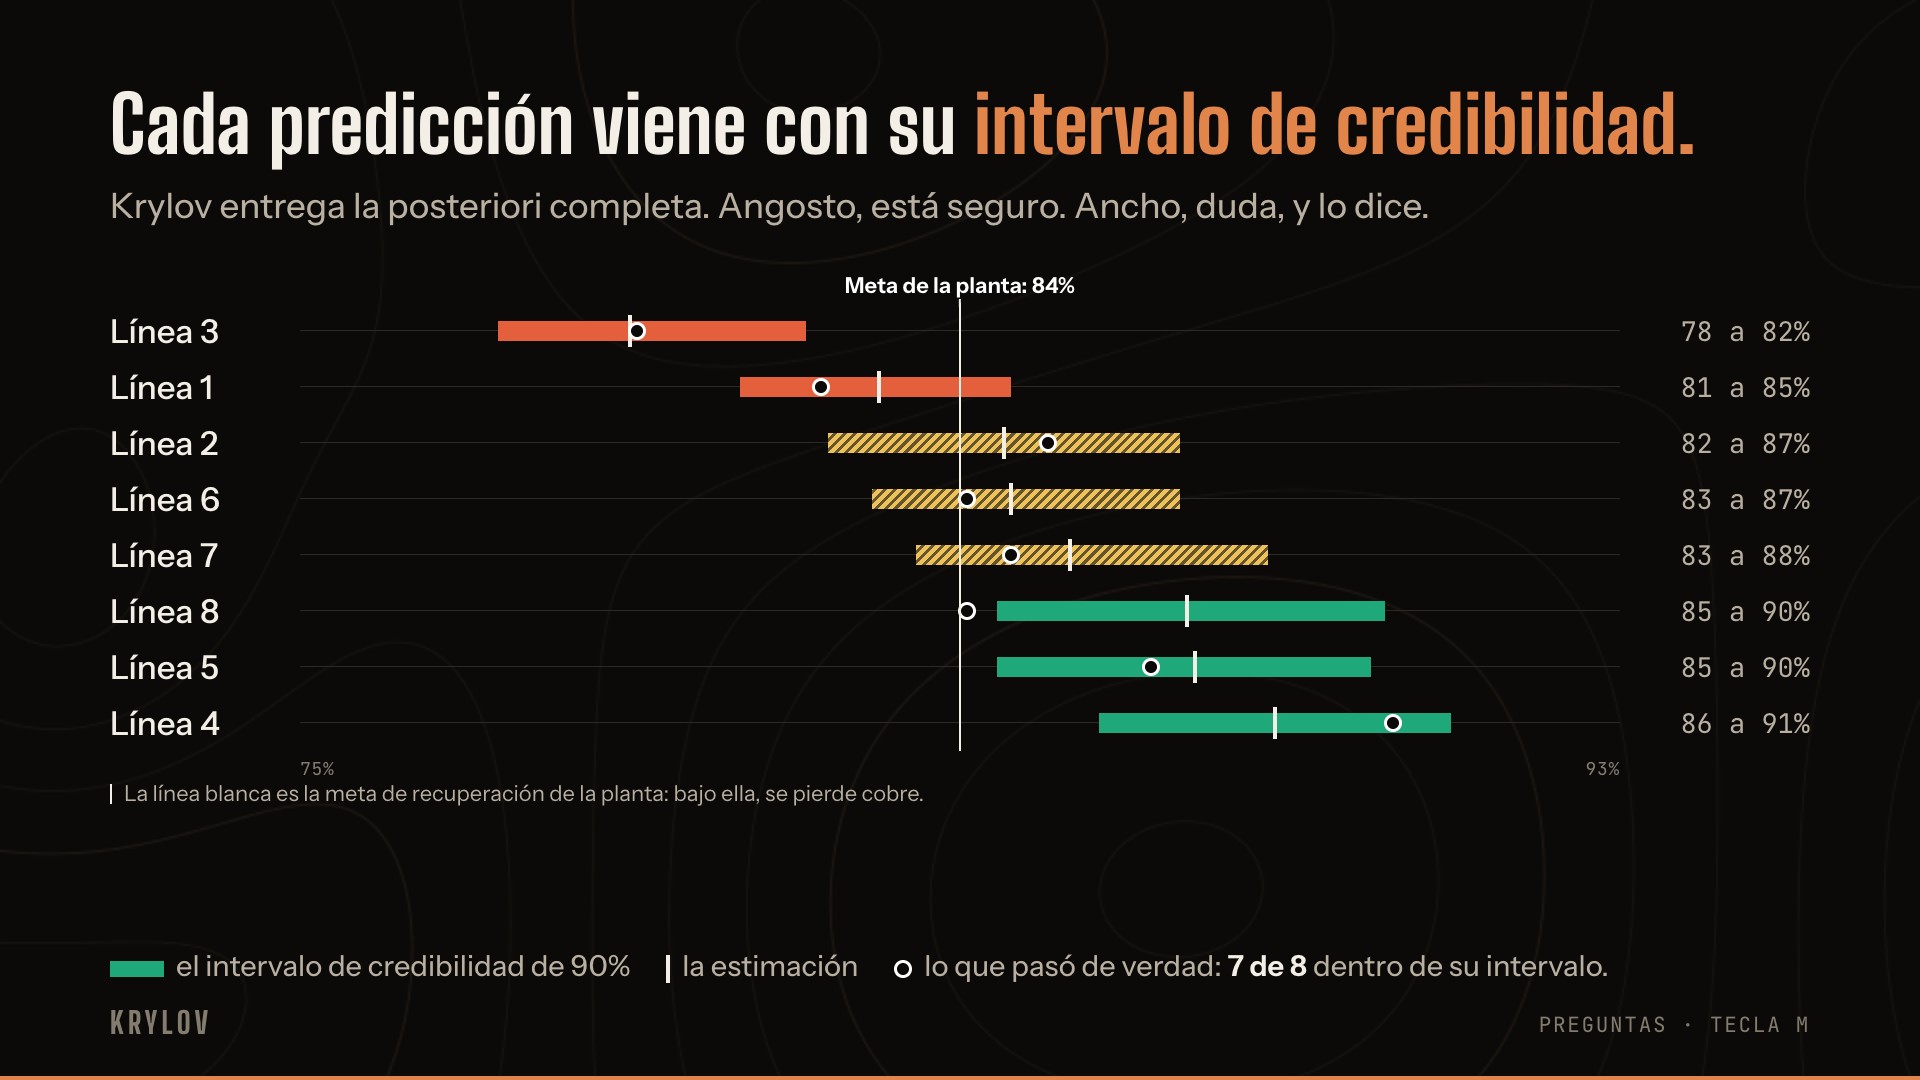 Cada predicción viene con su intervalo de credibilidad.
Krylov entrega la posteriori completa. Angosto, está seguro. Ancho, duda, y lo dice.
Meta de la planta: 84%
Línea 3 78 a 82%
Línea 1 81 a 85%
Línea 2 82 a 87%
Línea 6 83 a 87%
Línea 7 83 a 88%
Línea 8 85 a 90%
Línea 5 85 a 90%
Línea 4 86 a 91%
75% 93%
La línea blanca es la meta de recuperación de la planta: bajo ella, se pierde cobre.
el intervalo de credibilidad de 90% la estimación lo que pasó de verdad: 7 de 8 dentro de su intervalo.
KRYLOV PREGUNTAS · TECLA M